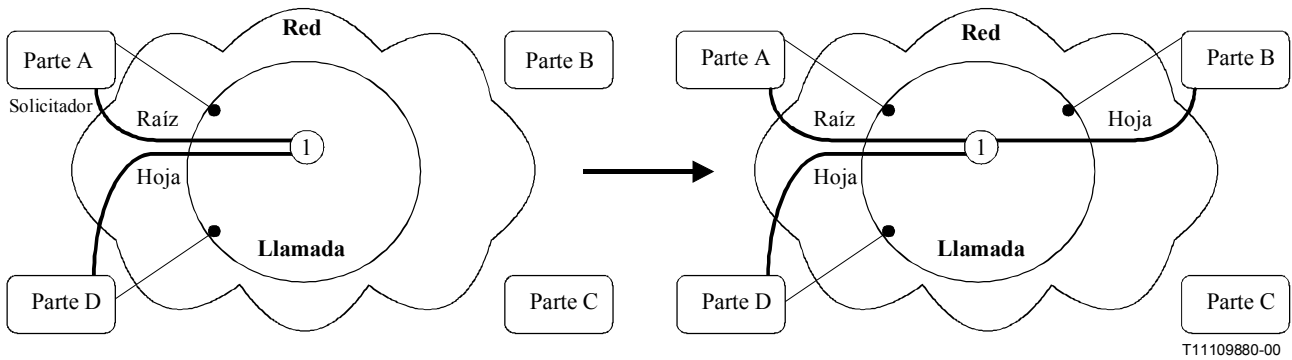 Red
Parte A
Parte B
Solicitador
Raíz
1
Hoja
Llamada
Parte D
Parte C
Red
Parte A
Parte B
Raíz
Hoja
1
Hoja
Llamada
Parte D
Parte C
T11109880-00